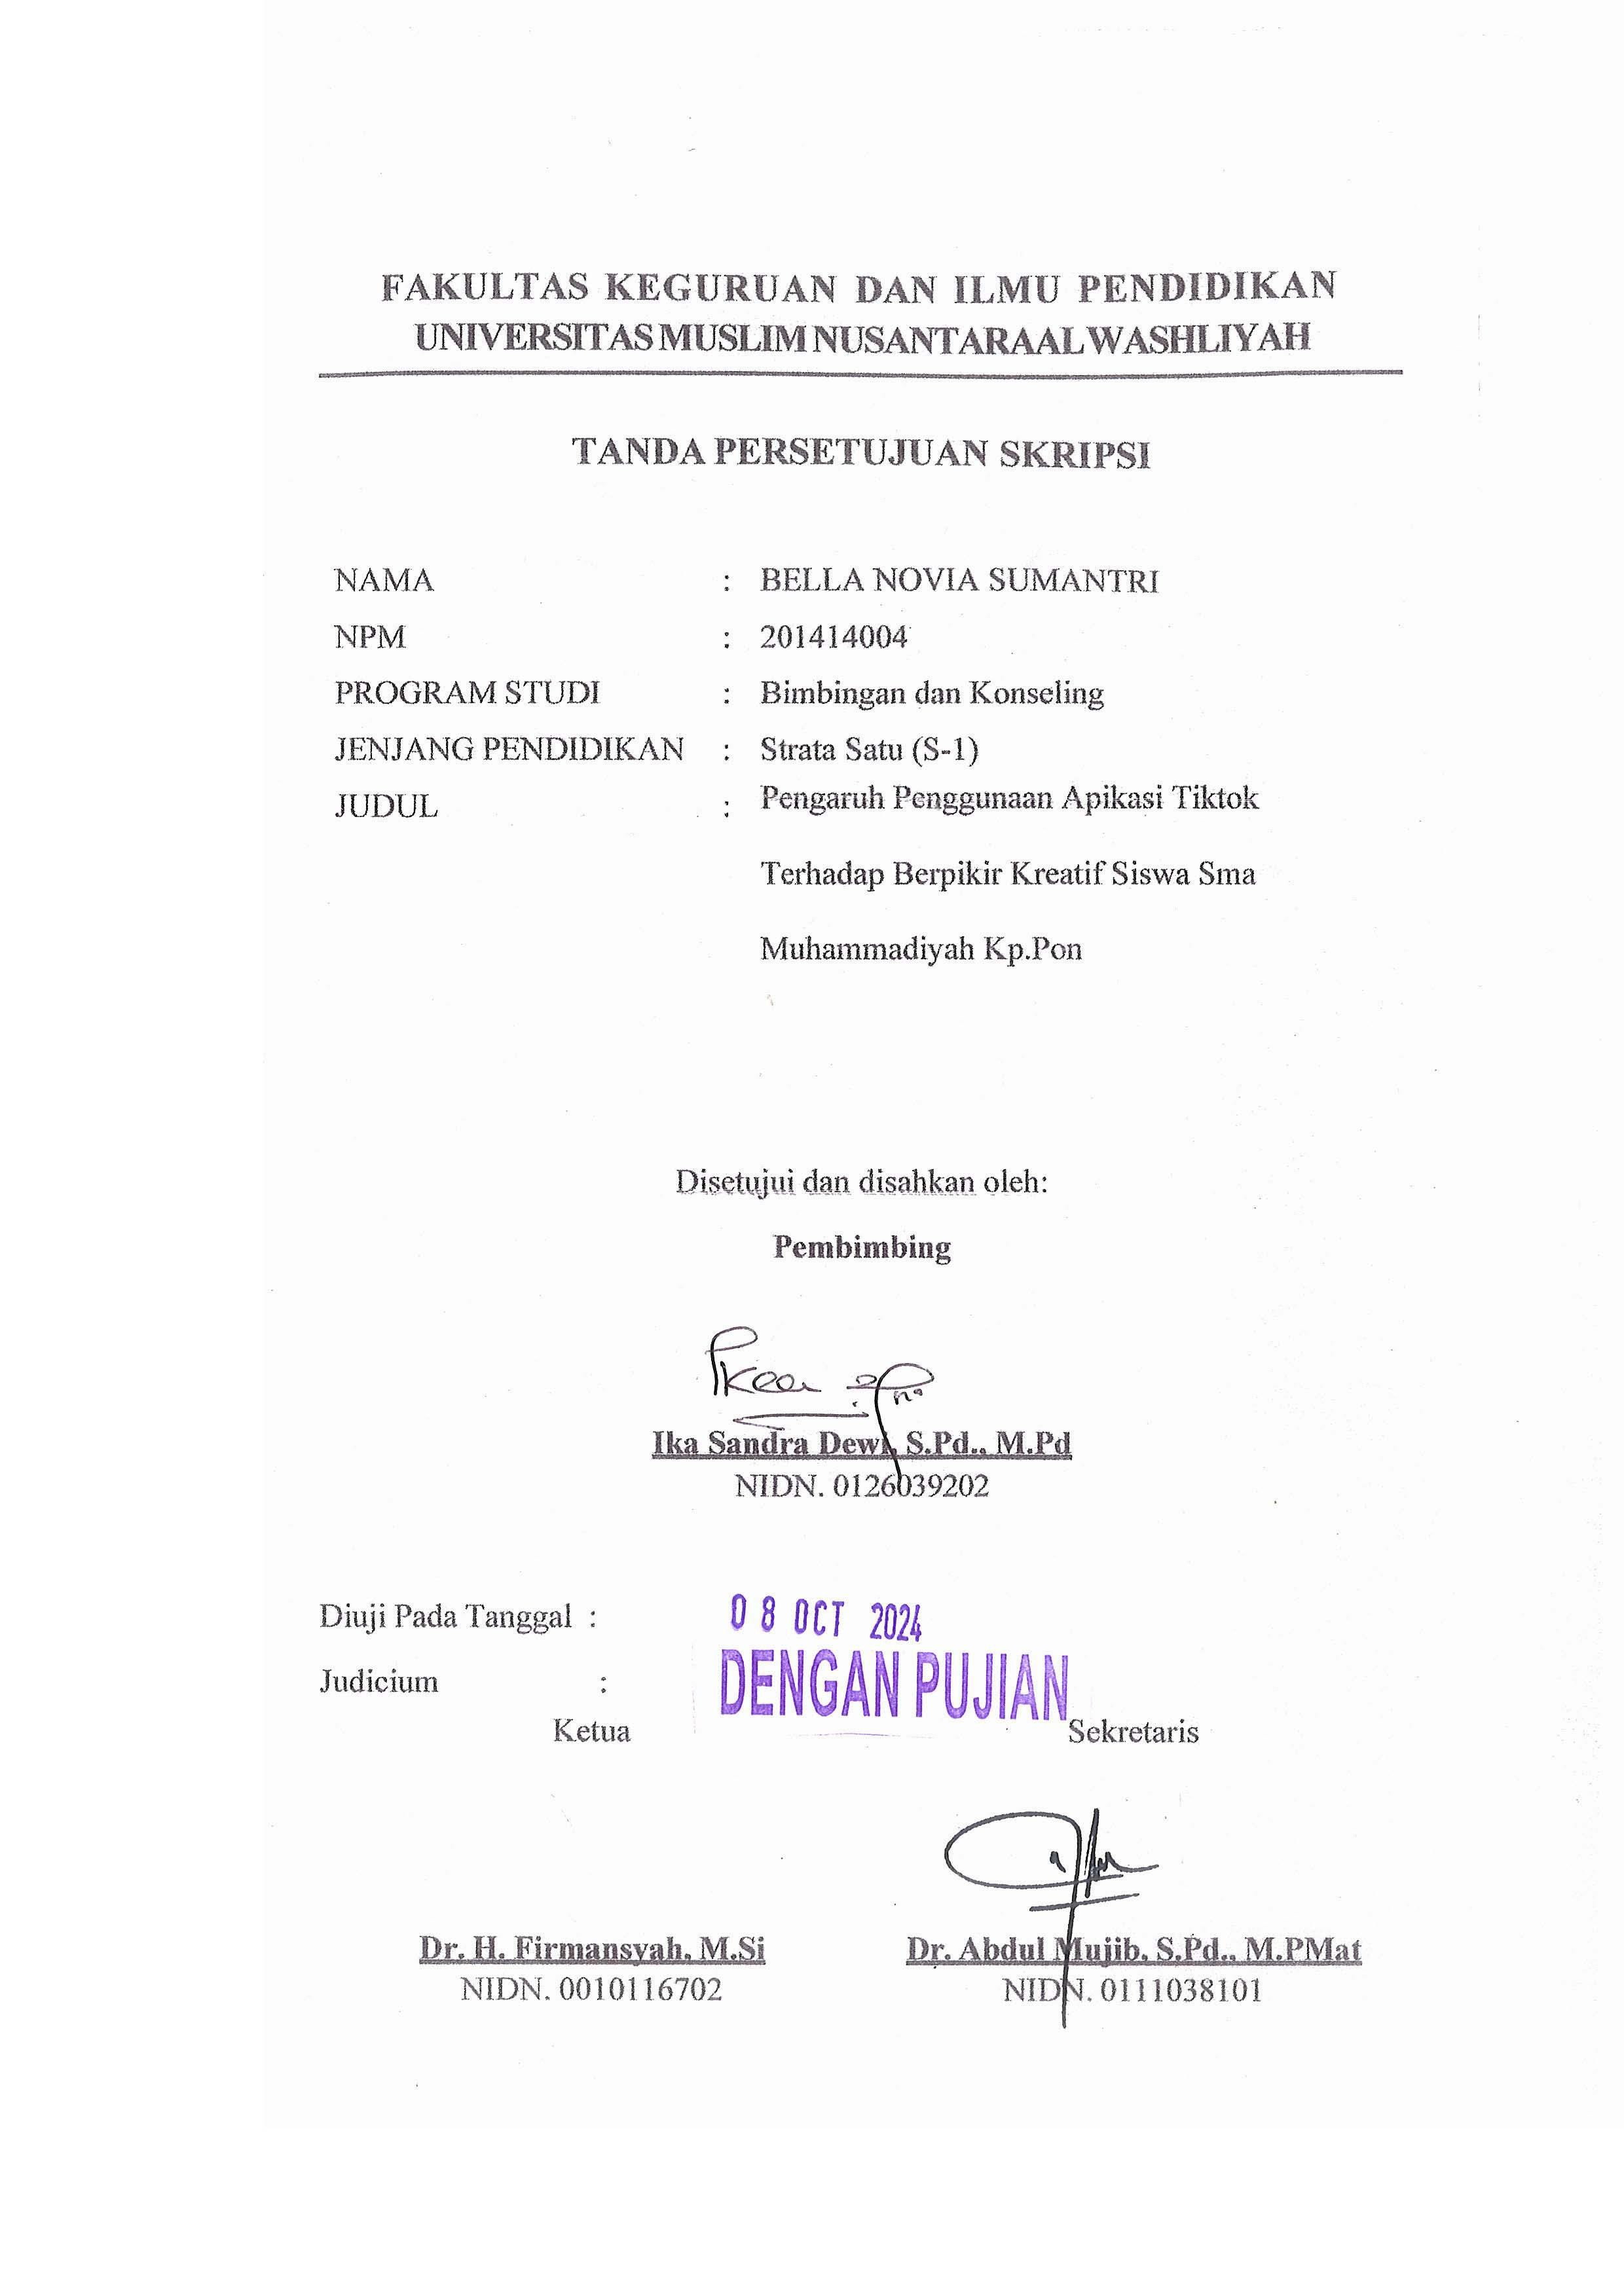 FAKULTAS KEGURUAN DAN ILMU PENDIDIKAN
UNIVERSITAS MUSLIM NUSANTARA AL WASHLIYAH
TANDA PERSETUJUAN SKRIPSI
NAMA : BELLA NOVIA SUMANTRI
NPM : 201414004
PROGRAM STUDI : Bimbingan dan Konseling
JENJANG PENDIDIKAN : Strata Satu (S-1)
JUDUL : Pengaruh Penggunaan Apikasi Tiktok
Terhadap Berpikir Kreatif Siswa Sma
Muhammadiyah Kp.Pon
Disetujui dan disahkan oleh:
Pembimbing
Ika Sandra Dewi, S.Pd., M.Pd
NIDN. 0126039202
Diuji Pada Tanggal : 08 OCT 2024
Judicium : DENGAN PUJIAN
Ketua Sekretaris
Dr. H. Firmansyah, M.Si Dr. Abdul Mujib, S.Pd., M.PMat
NIDN. 0010116702 NIDN. 0111038101